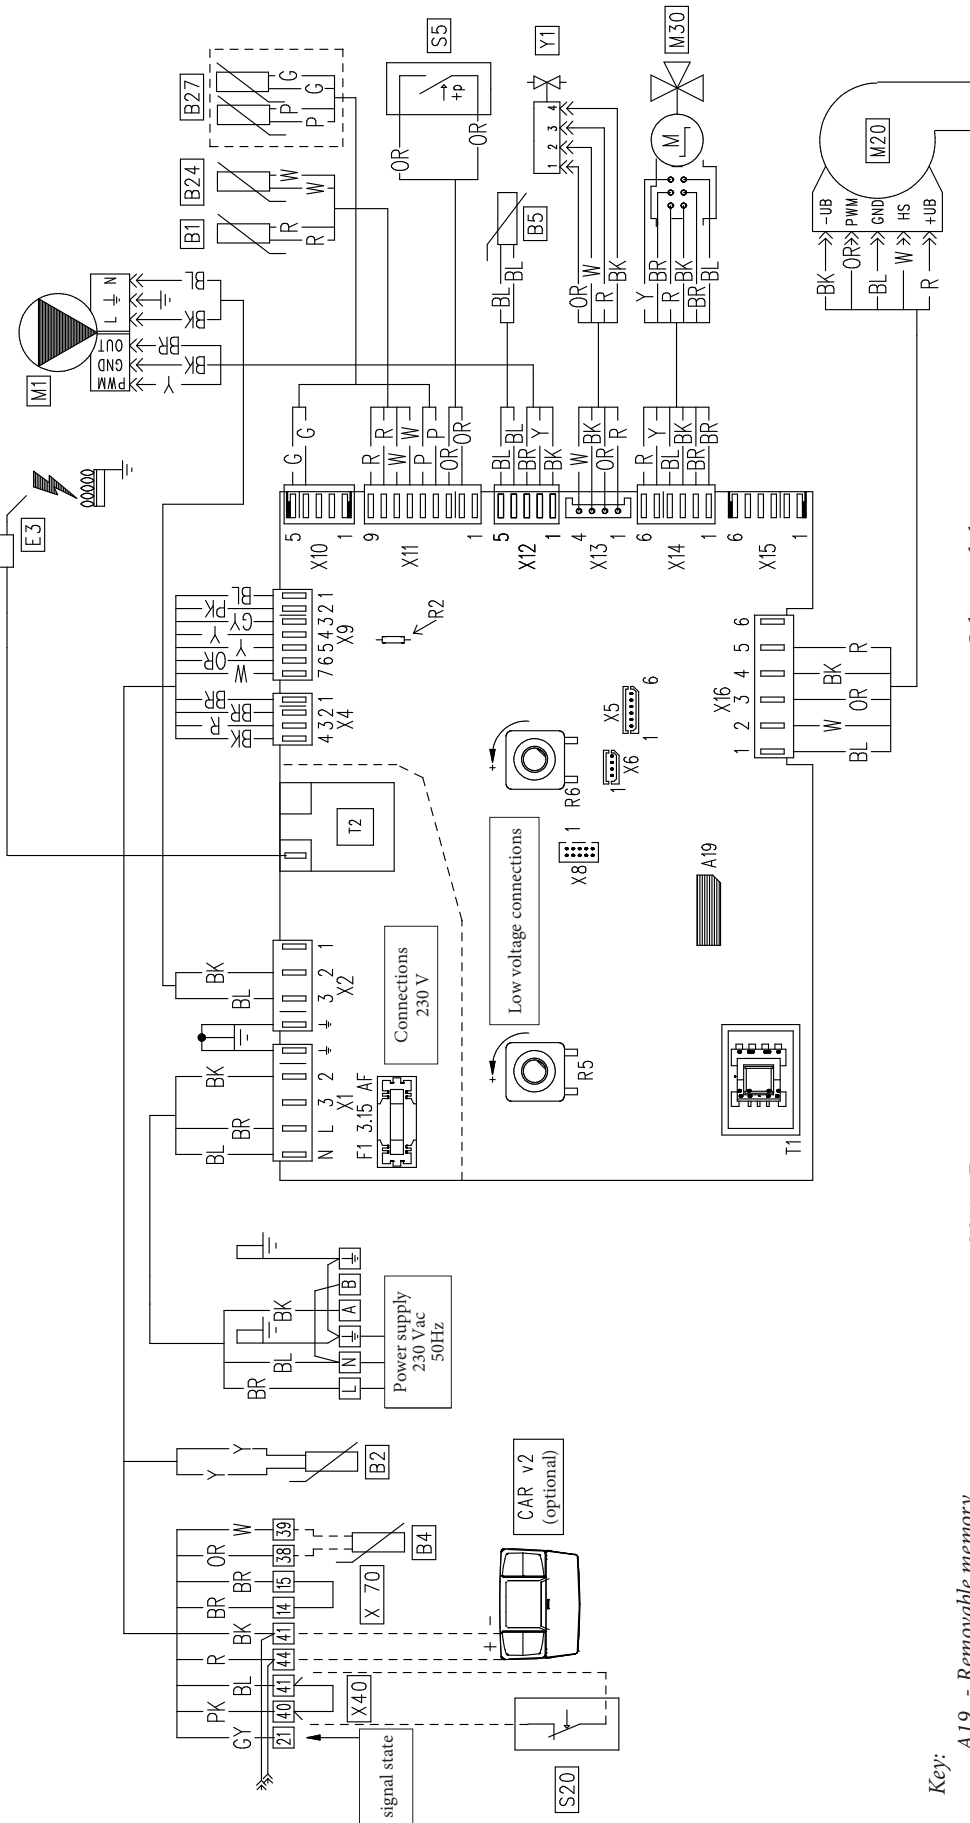 M1
PWM
GND
OUT
L
N
Y
BK
BR
BK
BL
B1
R
R
B24
W
W
B27
P
P
G
G
S5
+p
OR
OR
B5
BL
BL
Y1
1 2 3 4
OR
W
R
BK
M30
M
Y
BR
R
BK
BR
BL
M20
-UB
PWM
GND
HS
+UB
BK
OR
BL
W
R
E3
G
G
R
R
W
W
P
P
OR
OR
BL
BL
BR
Y
BK
W
BK
OR
R
R
Y
BL
BK
BR
BR
5 X10 1
9 X11 1
5 X12 1
4 X13 1
6 X14 1
6 X15 1
BK
R
BR
BR
W
OR
Y
Y
GY
PK
BL
4 3 2 1
X4
7 6 5 4 3 2 1
X9
R2
T2
X5
1 6
X6
1
R6
+
X8
1
A19
1 2 3 4 5 6
X16
BL
W
OR
BK
R
Low voltage connections
Connections
230 V
BL
BK
3 2 1
X2
BL
BR
BK
N L 3 2
X1
F1 3.15 AF
R5
+
T1
BR
BL
BK
L N A B
Power supply
230 Vac
50Hz
Y
Y
B2
GY
PK
BL
R
BK
BR
BR
OR
W
21 40 41 44 41 14 15 38 39
X40
X 70
B4
CAR v2
(optional)
+ -
S20
signal state
Key:
A19 - Removable memory